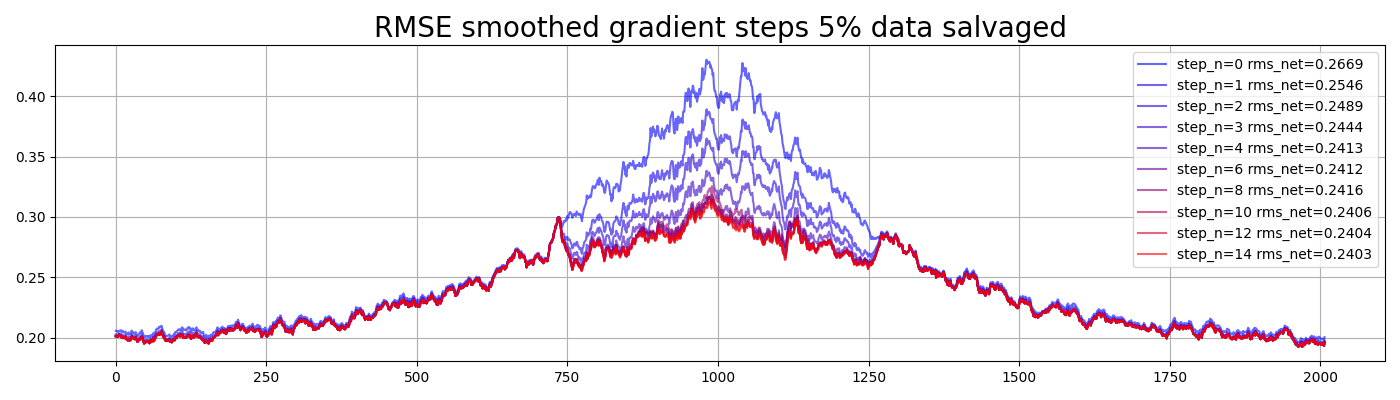 RMSE smoothed gradient steps 5% data salvaged
step_n=0 rms_net=0.2669
step_n=1 rms_net=0.2546
step_n=2 rms_net=0.2489
step_n=3 rms_net=0.2444
step_n=4 rms_net=0.2413
step_n=6 rms_net=0.2412
step_n=8 rms_net=0.2416
step_n=10 rms_net=0.2406
step_n=12 rms_net=0.2404
step_n=14 rms_net=0.2403
0.40
0.35
0.30
0.25
0.20
0 250 500 750 1000 1250 1500 1750 2000